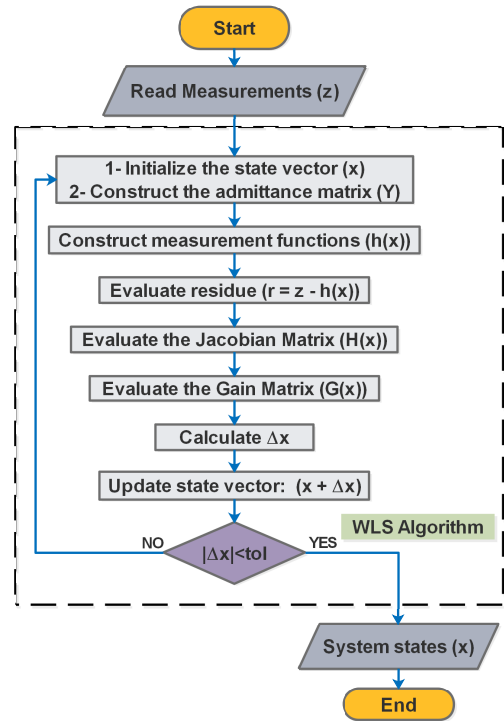 Start
Read Measurements (z)
1- Initialize the state vector (x)
2- Construct the admittance matrix (Y)
Construct measurement functions (h(x))
Evaluate residue (r = z - h(x))
Evaluate the Jacobian Matrix (H(x))
Evaluate the Gain Matrix (G(x))
Calculate Δx
Update state vector:  (x + Δx)
WLS Algorithm
NO
|Δx|<tol
YES
System states (x)
End